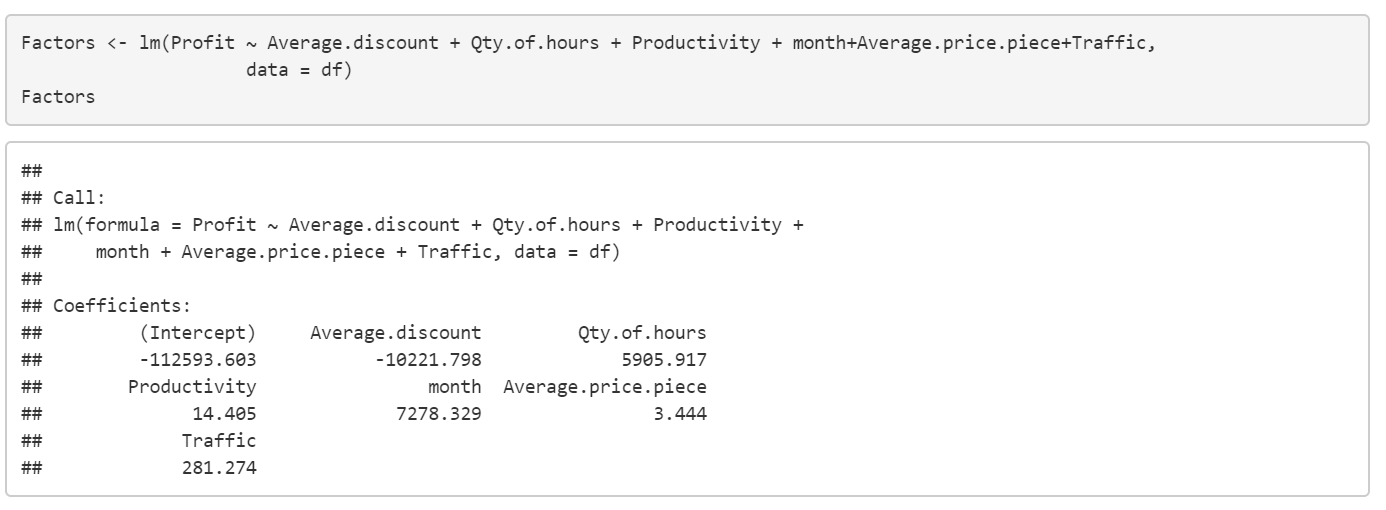 Factors <- lm(Profit ~ Average.discount + Qty.of.hours + Productivity + month+Average.price.piece+Traffic,
                     data = df)
Factors
##
## Call:
## lm(formula = Profit ~ Average.discount + Qty.of.hours + Productivity +
##     month + Average.price.piece + Traffic, data = df)
##
## Coefficients:
##         (Intercept)     Average.discount         Qty.of.hours
##         -112593.603           -10221.798             5905.917
##        Productivity                month  Average.price.piece
##              14.405             7278.329                3.444
##             Traffic
##             281.274